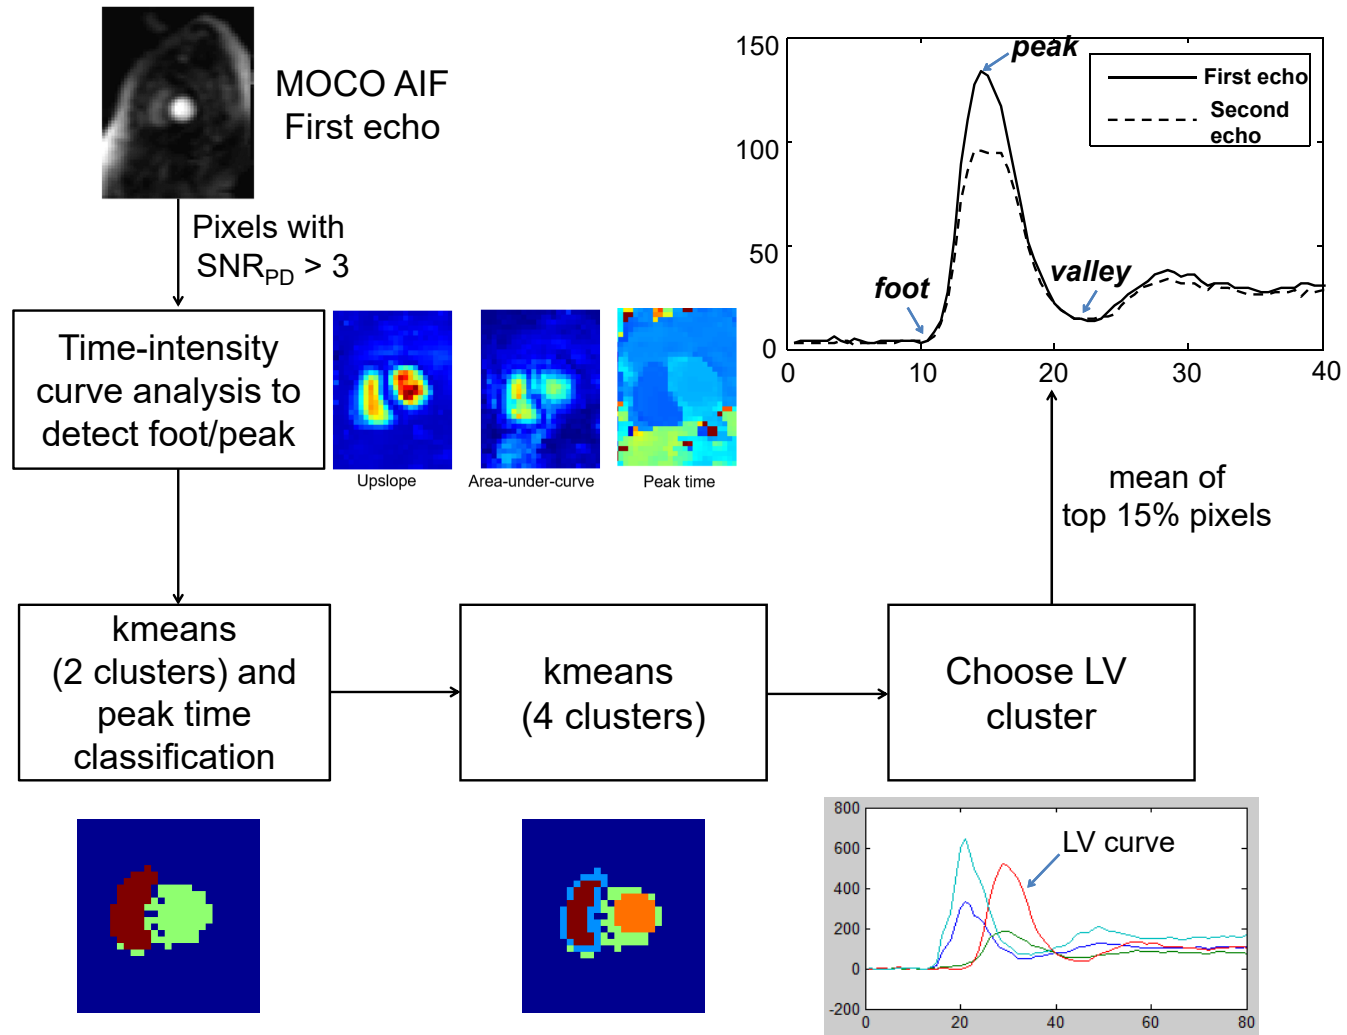 MOCO AIF
First echo
Pixels with
SNRPD > 3
Time-intensity
curve analysis to
detect foot/peak
Upslope
Area-under-curve
Peak time
150
100
50
0
0
10
20
30
40
peak
foot
valley
First echo
Second
echo
mean of
top 15% pixels
kmeans
(2 clusters) and
peak time
classification
kmeans
(4 clusters)
Choose LV
cluster
800
600
400
200
0
-200
0
20
40
60
80
LV curve